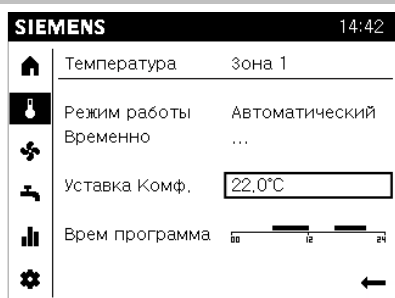 SIEMENS 14:42
Температура Зона 1
Режим работы Автоматический
Временно ...
Уставка Комф. 22,0°C
Врем программа 00 12 24